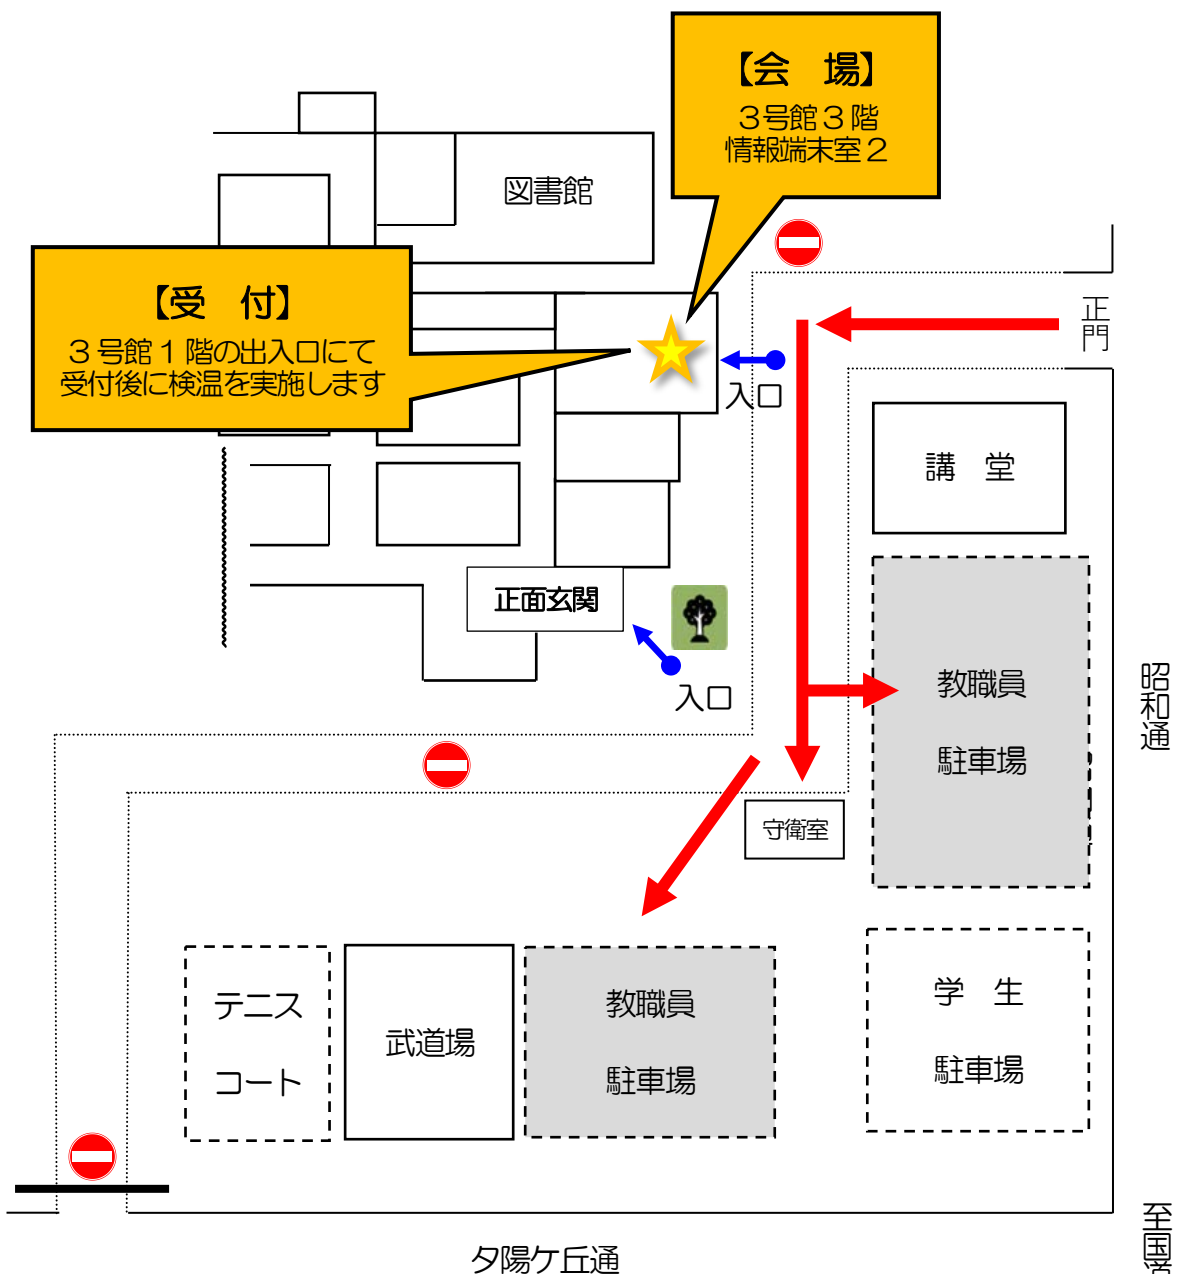 【会　場】
３号館３階
情報端末室２
図書館
【受　付】
３号館１階の出入口にて
受付後に検温を実施します
正門
入口
講　堂
正面玄関
入口
教職員
駐車場
昭和通
守衛室
テニス
コート
武道場
教職員
駐車場
学　生
駐車場
至国道
夕陽ケ丘通